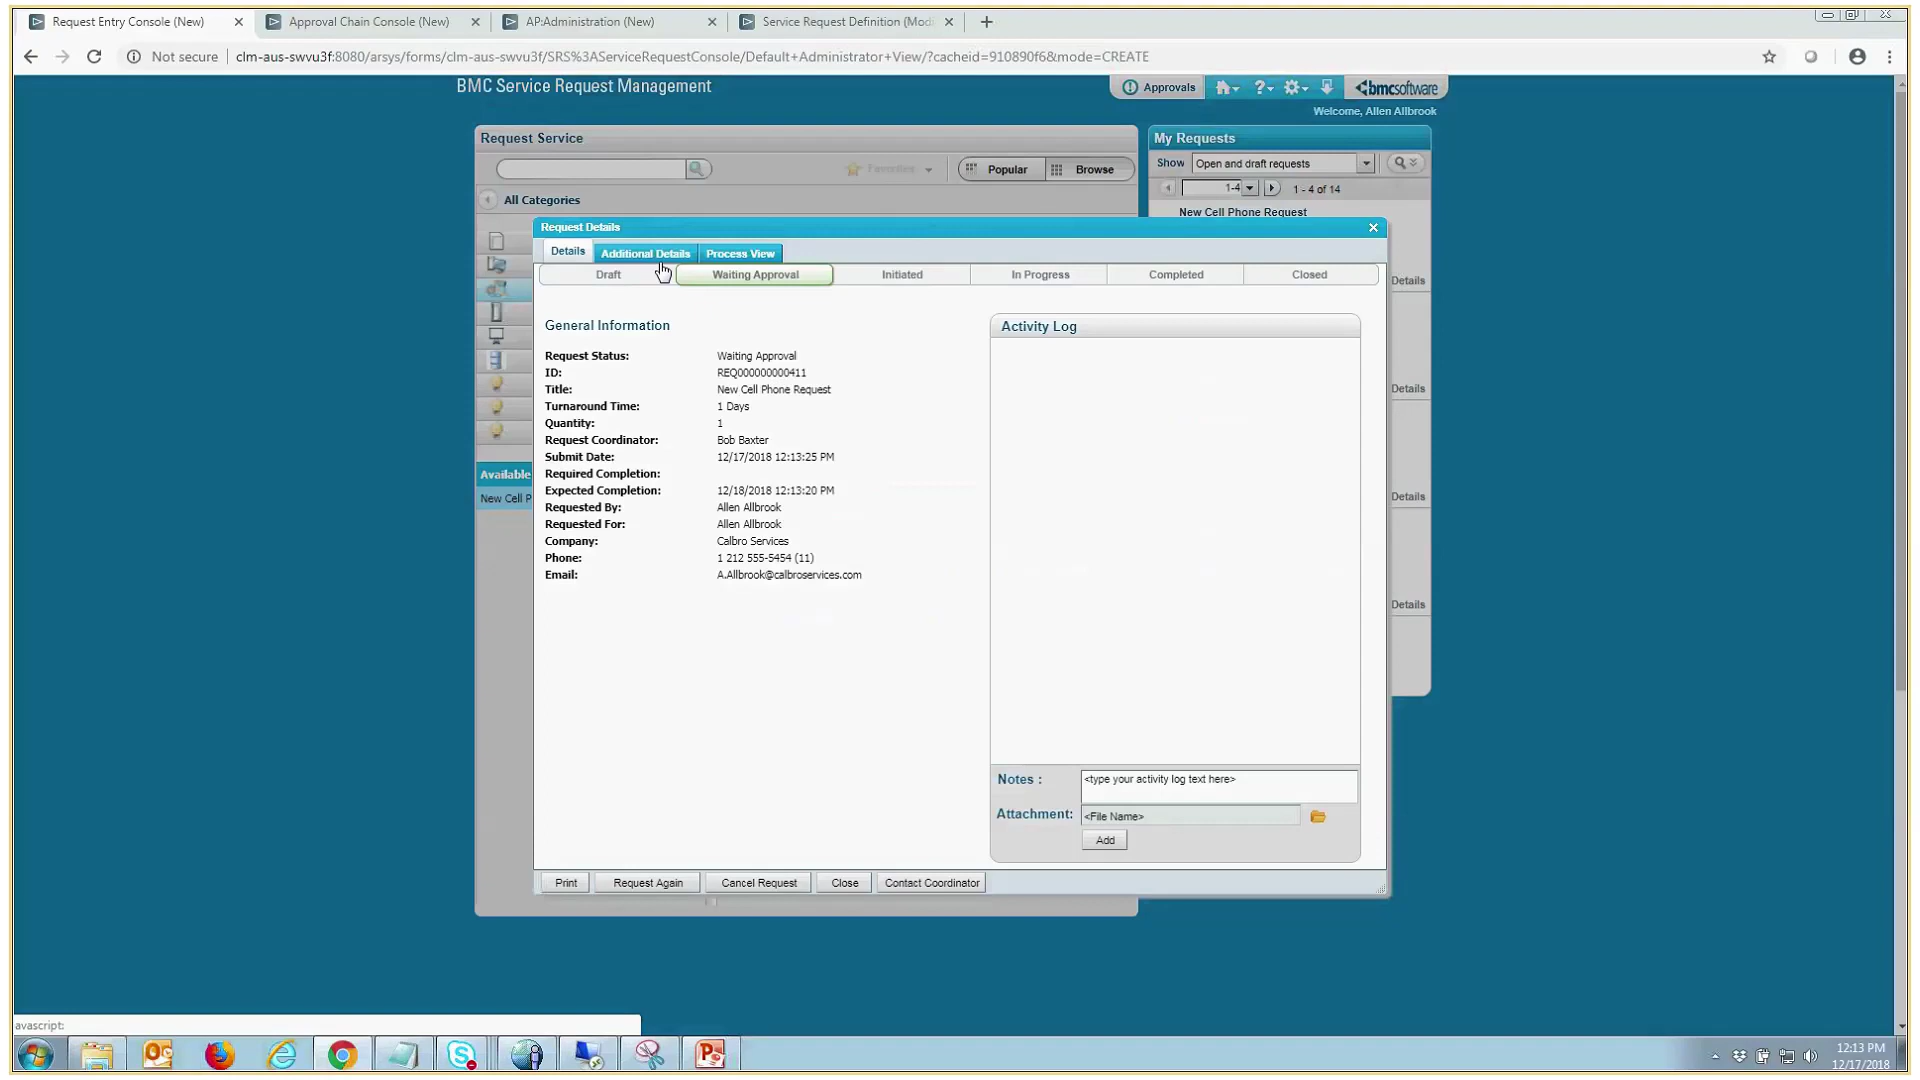 Request Entry Console (New)
Approval Chain Console (New)
AP:Administration (New)
Service Request Definition (Mod
Not secure
clm-aus-swvu3f:8080/arsys/forms/clm-aus-swvu3f/SRS%3AServiceRequestConsole/Default+Administrator+View/?cacheid=910890f6&mode=CREATE
BMC Service Request Management
Approvals
bmcsoftware
Welcome, Allen Allbrook
Request Service
Favorites
Popular
Browse
All Categories
Available
New Cell P
My Requests
Show
Open and draft requests
1-4
1 - 4 of 14
New Cell Phone Request
Details
Details
Details
Details
Request Details
Details
Additional Details
Process View
Draft
Waiting Approval
Initiated
In Progress
Completed
Closed
General Information
Request Status: Waiting Approval
ID: REQ000000000411
Title: New Cell Phone Request
Turnaround Time: 1 Days
Quantity: 1
Request Coordinator: Bob Baxter
Submit Date: 12/17/2018 12:13:25 PM
Required Completion:
Expected Completion: 12/18/2018 12:13:20 PM
Requested By: Allen Allbrook
Requested For: Allen Allbrook
Company: Calbro Services
Phone: 1 212 555-5454 (11)
Email: A.Allbrook@calbroservices.com
Activity Log
Notes : <type your activity log text here>
Attachment: <File Name>
Add
Print
Request Again
Cancel Request
Close
Contact Coordinator
avascript:
12:13 PM
12/17/2018